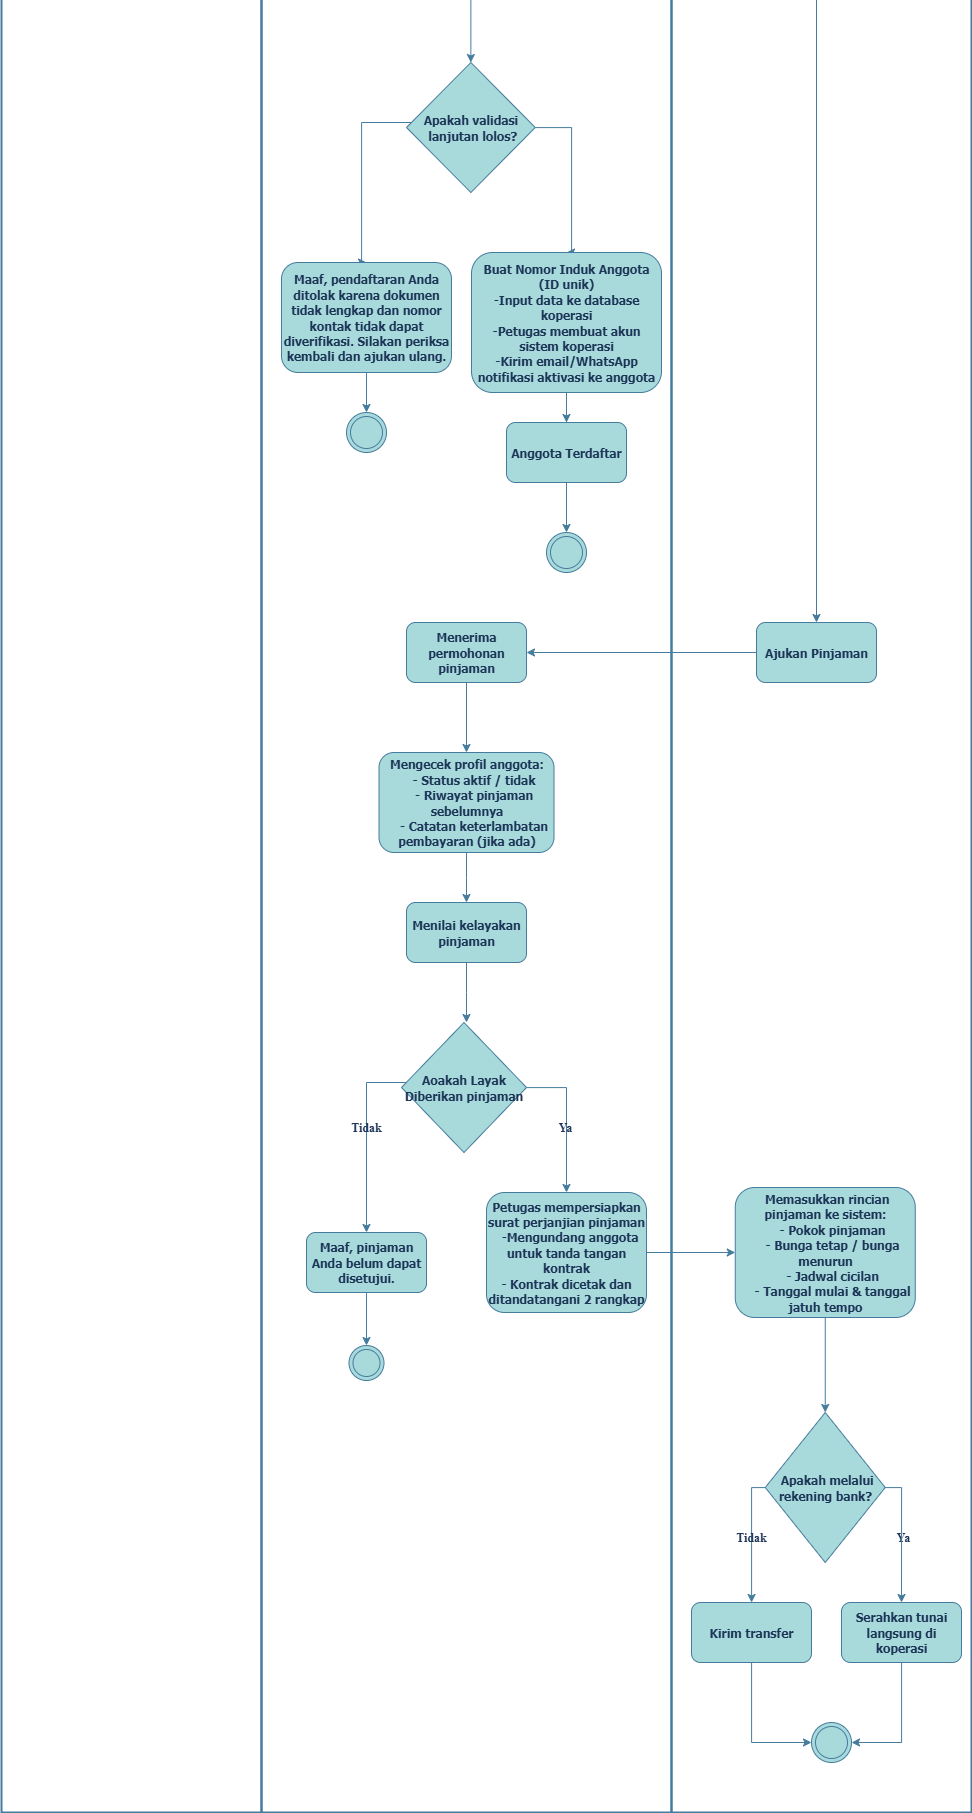 Apakah validasi
lanjutan lolos?
Maaf, pendaftaran Anda
ditolak karena dokumen
tidak lengkap dan nomor
kontak tidak dapat
diverifikasi. Silakan periksa
kembali dan ajukan ulang.
Buat Nomor Induk Anggota
(ID unik)
-Input data ke database
koperasi
-Petugas membuat akun
sistem koperasi
-Kirim email/WhatsApp
notifikasi aktivasi ke anggota
Anggota Terdaftar
Menerima
permohonan
pinjaman
Ajukan Pinjaman
Mengecek profil anggota:
- Status aktif / tidak
- Riwayat pinjaman
sebelumnya
- Catatan keterlambatan
pembayaran (jika ada)
Menilai kelayakan
pinjaman
Aoakah Layak
Diberikan pinjaman
Tidak
Ya
Maaf, pinjaman
Anda belum dapat
disetujui.
Petugas mempersiapkan
surat perjanjian pinjaman
-Mengundang anggota
untuk tanda tangan
kontrak
- Kontrak dicetak dan
ditandatangani 2 rangkap
Memasukkan rincian
pinjaman ke sistem:
- Pokok pinjaman
- Bunga tetap / bunga
menurun
- Jadwal cicilan
- Tanggal mulai & tanggal
jatuh tempo
Apakah melalui
rekening bank?
Tidak
Ya
Kirim transfer
Serahkan tunai
langsung di
koperasi